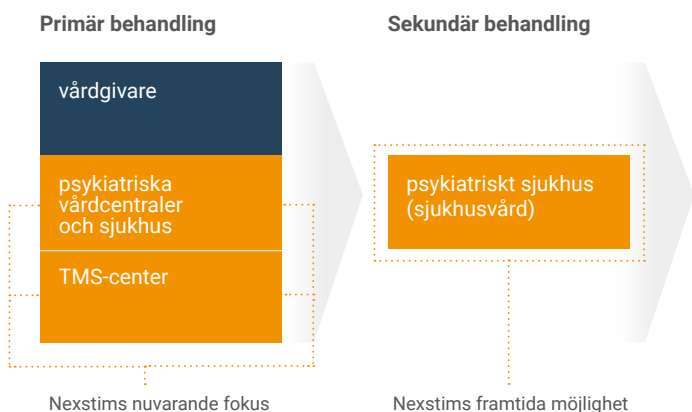 Primär behandling
vårdgivare
psykiatriska
vårdcentraler
och sjukhus
TMS-center
Nexstims nuvarande fokus
Sekundär behandling
psykiatriskt sjukhus
(sjukhusvård)
Nexstims framtida möjlighet